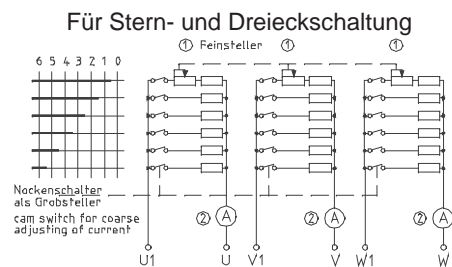 Für Stern- und Dreieckschaltung
① Feinsteller ① ①
6 5 4 3 2 1 0
Nockenschalter
als Grobsteller
cam switch for coarse
adjusting of current
② A ② A ② A
U1 U V1 V W1 W